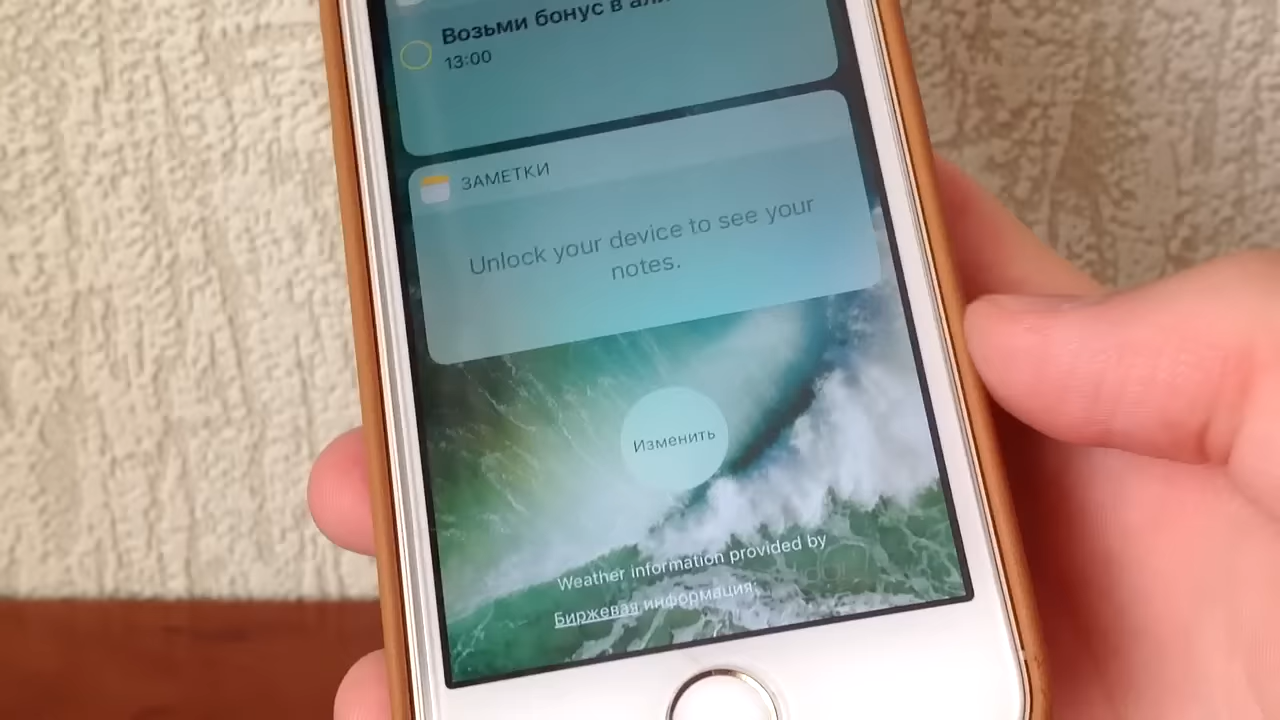 Возьми бонус в
13:00
ЗАМЕТКИ
Unlock your device to see your
notes.
Изменить
Weather information provided by
Биржевая информация: